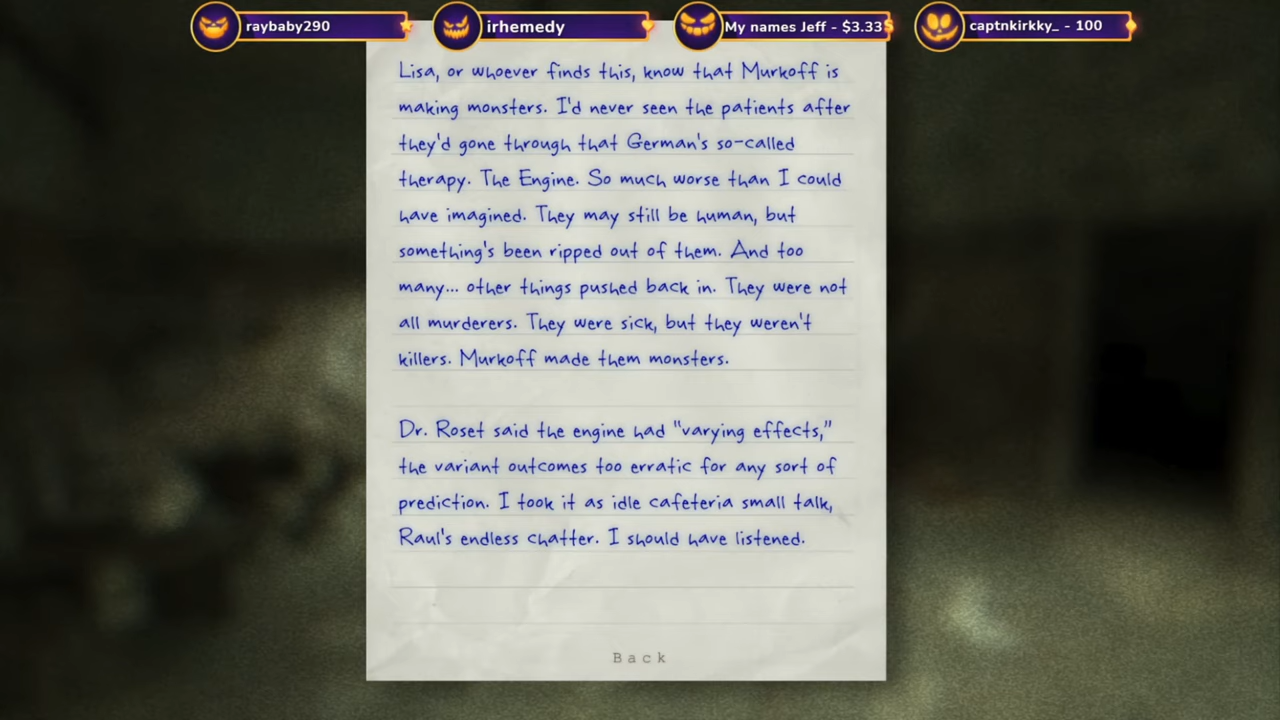 raybaby290
irhemedy
My names Jeff - $3.33
captnkirkky_ - 100
Lisa, or whoever finds this, know that Murkoff is
making monsters. I'd never seen the patients after
they'd gone through that German's so-called
therapy. The Engine. So much worse than I could
have imagined. They may still be human, but
something's been ripped out of them. And too
many... other things pushed back in. They were not
all murderers. They were sick, but they weren't
killers. Murkoff made them monsters.
Dr. Roset said the engine had "varying effects,"
the variant outcomes too erratic for any sort of
prediction. I took it as idle cafeteria small talk,
Raul's endless chatter. I should have listened.
Back